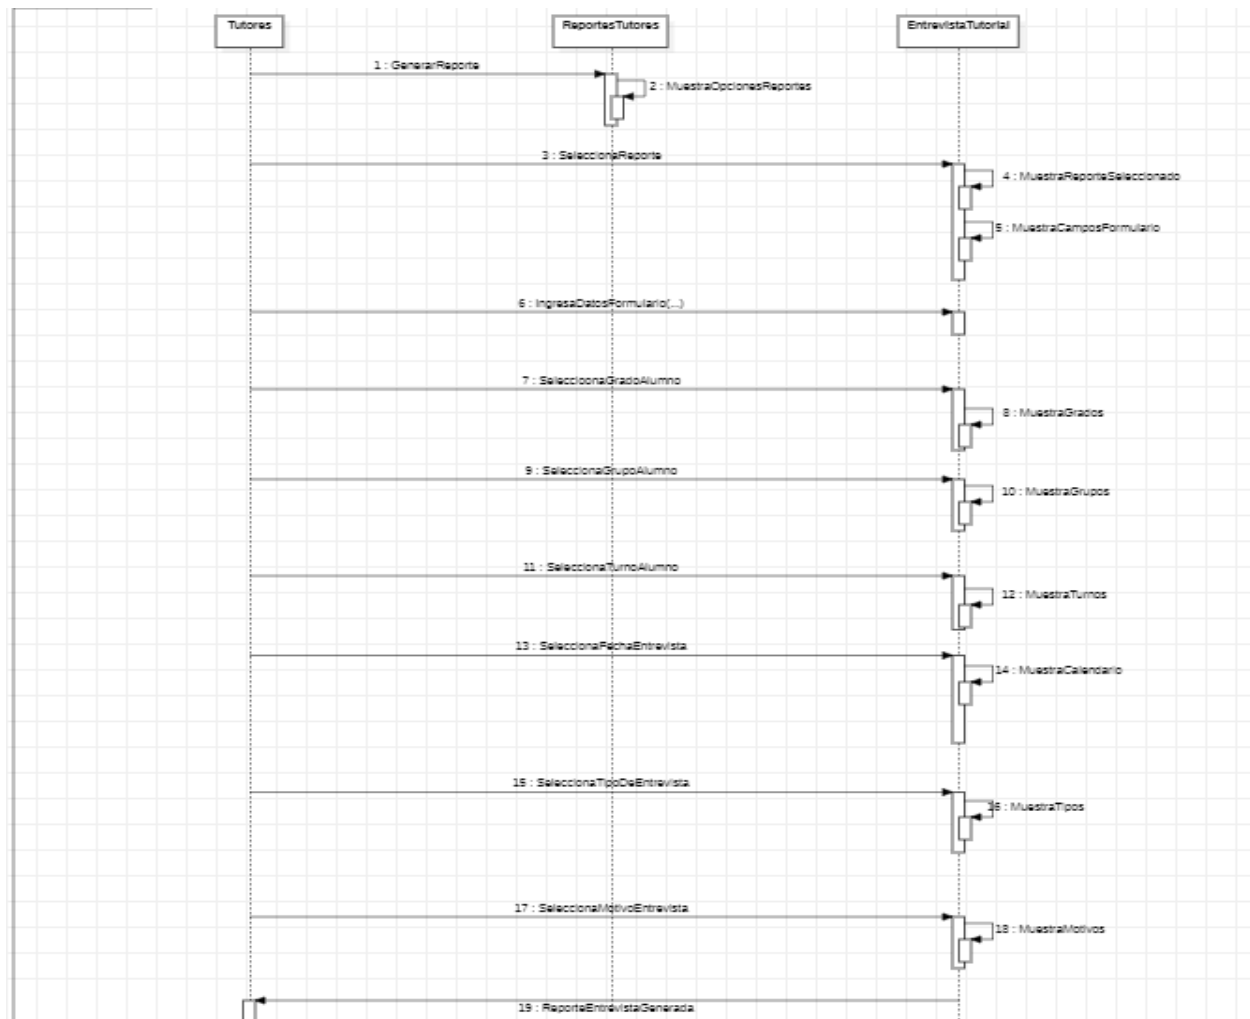 Tutores
ReportesTutores
EntrevistaTutorial
1 : GenerarReporte
2 : MuestraOpcionesReportes
3 : SeleccionaReporte
4 : MuestraReporteSeleccionado
5 : MuestraCamposFormulario
6 : IngresaDatosFormulario(...)
7 : SeleccioonaGradoAlumno
8 : MuestraGrados
9 : SeleccionaGrupoAlumno
10 : MuestraGrupos
11 : SeleccionaTurnoAlumno
12 : MuestraTurnos
13 : SeleccionaFechaEntrevista
14 : MuestraCalendario
15 : SeleccionaTipoDeEntrevista
16 : MuestraTipos
17 : SeleccionaMotivoEntrevista
18 : MuestraMotivos
19 : ReporteEntrevistaGenerada